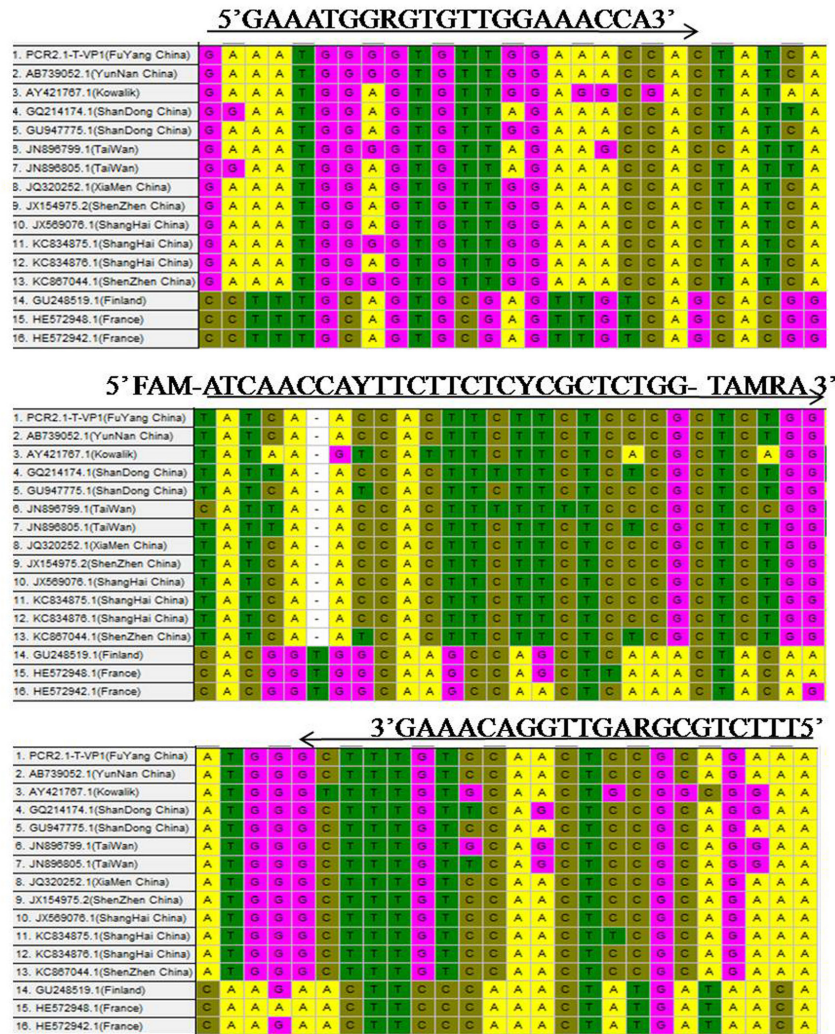 5'GAAATGGRGTGTTGGAAACCA3'
1. PCR2.1-T-VP1(FuYang China) G A A A T G G G G T G T T G G A A A C C A C T A T C A
2. AB739052.1(YunNan China) G A A A T G G G G T G T T G G A A A C C A C T A T C A
3. AY421767.1(Kowalik) G A A A T G G A G T G T T G G A G G C G A C T A T A A
4. GQ214174.1(ShanDong China) G G A A T G G A G T G T T A G A A A C C A C T A T T A
5. GU947775.1(ShanDong China) G A A A T G G A G T G T T G G A A A C C A C T A T C A
6. JN896799.1(TaiWan) G A A A T G G G G T G T T A G A A G C C A C C A T T A
7. JN896805.1(TaiWan) G G A A T G G A G T G T T A G A A A C C A C T A T T A
8. JQ320252.1(XiaMen China) G A A A T G G A G T G T T G G A A A C C A C T A T C A
9. JX154975.2(ShenZhen China) G A A A T G G A G T G T T G G A A A C C A C T A T C A
10. JX569076.1(ShangHai China) G A A A T G G A G T G T T G G A A A C C A C T A T C A
11. KC834875.1(ShangHai China) G A A A T G G G G T G T T G G A A A C C A C T A T C A
12. KC834876.1(ShangHai China) G A A A T G G A G T G T T G G A A A C C A C T A T C A
13. KC867044.1(ShenZhen China) G A A A T G G G G T G T T G G A A A C C A C T A T C A
14. GU248519.1(Finland) C C T T T G C A G T G C G A G T T G T C A G C A C G G
15. HE572948.1(France) C C T T T G C A G T G C G A G T T G T C A G C A C G G
16. HE572942.1(France) C C T T T G C A G T G C G A G T T G T C A G C A C G G
5'FAM-ATCAACCAYTTCTTCTCYCGCTCTGG- TAMRA 3'
1. PCR2.1-T-VP1(FuYang China) T A T C A - A C C A C T T C T T C T C C C G C T C T G G
2. AB739052.1(YunNan China) T A T C A - A C C A C T T C T T C T C C C G C T C T G G
3. AY421767.1(Kowalik) T A T A A - G T C A T T T C T T C T C A C G C T C A G G
4. GQ214174.1(ShanDong China) T A T T A - A C C A C T T T T T C T C T C G C T C T G G
5. GU947775.1(ShanDong China) T A T C A - A T C A C T T C T T C T C C C G C T C T G G
6. JN896799.1(TaiWan) C A T T A - A C C A C T T T T T T T C C C G C T C C G G
7. JN896805.1(TaiWan) T A T T A - A C C A C T T C T T C T C T C G C T C T G G
8. JQ320252.1(XiaMen China) T A T C A - A C C A C T T C T T C T C C C G C T C T G G
9. JX154975.2(ShenZhen China) T A T C A - A C C A C T T C T T C T C C C G C T C T G G
10. JX569076.1(ShangHai China) T A T C A - A C C A C T T C T T C T C C C G C T C T G G
11. KC834875.1(ShangHai China) T A T C A - A C C A C T T C T T C T C C C G C T C T G G
12. KC834876.1(ShangHai China) T A T C A - A C C A C T T C T T C T C C C G C T C T G G
13. KC867044.1(ShenZhen China) T A T C A - A T C A C T T C T T C T C T C G C T C T G G
14. GU248519.1(Finland) C A C G G T G G C A A G C C A G C T C A A A C T A C A A
15. HE572948.1(France) C A C G G T G G C A A G C C A G C T T A A A C T A C A A
16. HE572942.1(France) C A C G G T G G C A A G C C A A C T C A A A C T A C A G
3'GAAACAGGTTGARGCGTCTTT5'
1. PCR2.1-T-VP1(FuYang China) A T G G G C T T T G T C C A A C T C C G C A G A A A
2. AB739052.1(YunNan China) A T G G G C T T T G T C C A A C T C C G C A G A A A
3. AY421767.1(Kowalik) A T G G G T T T T G T G C A A C T G C G G C G G A A
4. GQ214174.1(ShanDong China) A T G G G C T T T G T T C A G C T C C G C A G G A A
5. GU947775.1(ShanDong China) A T G G G C T T T G T C C A A C T C C G C A G A A A
6. JN896799.1(TaiWan) A T G G G C T T T G T G C A G C T C C G C A G G A A
7. JN896805.1(TaiWan) A T G G G C T T T G T T C A G C T C C G C A G G A A
8. JQ320252.1(XiaMen China) A T G G G C T T T G T C C A A C T C C G C A G A A A
9. JX154975.2(ShenZhen China) A T G G G C T T T G T C C A A C T C C G C A G A A A
10. JX569076.1(ShangHai China) A T G G G C T T T G T C C A A C T C C G C A G A A A
11. KC834875.1(ShangHai China) A T G G G C T T T G T C C A A C T T C G C A G A A A
12. KC834876.1(ShangHai China) A T G G G C T T T G T C C A A C T C C G C A G A A A
13. KC867044.1(ShenZhen China) A T G G G C T T T G T C C A A C T C C G C A G A A A
14. GU248519.1(Finland) C A A G A A C T T C C C A A A C T A T G A T A A C A
15. HE572948.1(France) C A A A A A C T T C C C A A A C T A T G A T A A C A
16. HE572942.1(France) C A A G A A C T T C C C A A A C T A T G A T A A C A